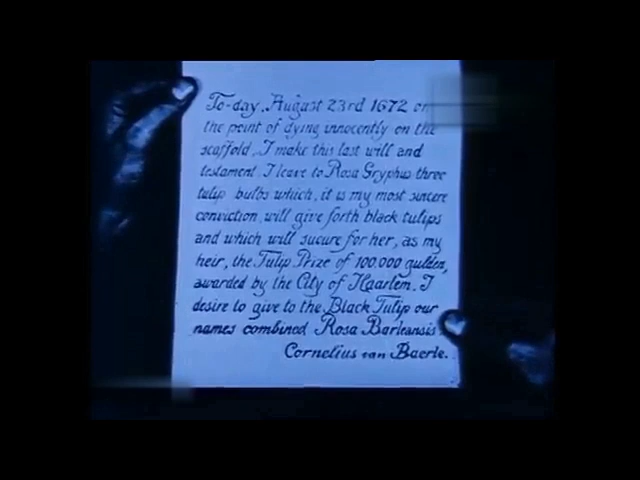 To-day, August 23rd 1672 on
the point of dying innocently on the
scaffold, I make this last will and
testament. I leave to Rosa Gryphus three
tulip bulbs which, it is my most sincere
conviction, will give forth black tulips
and which will sucure for her, as my
heir, the Tulip Prize of 100,000 gulden,
awarded by the City of Haarlem. I
desire to give to the Black Tulip our
names combined Rosa Barleansis.
Cornelius van Baerle.